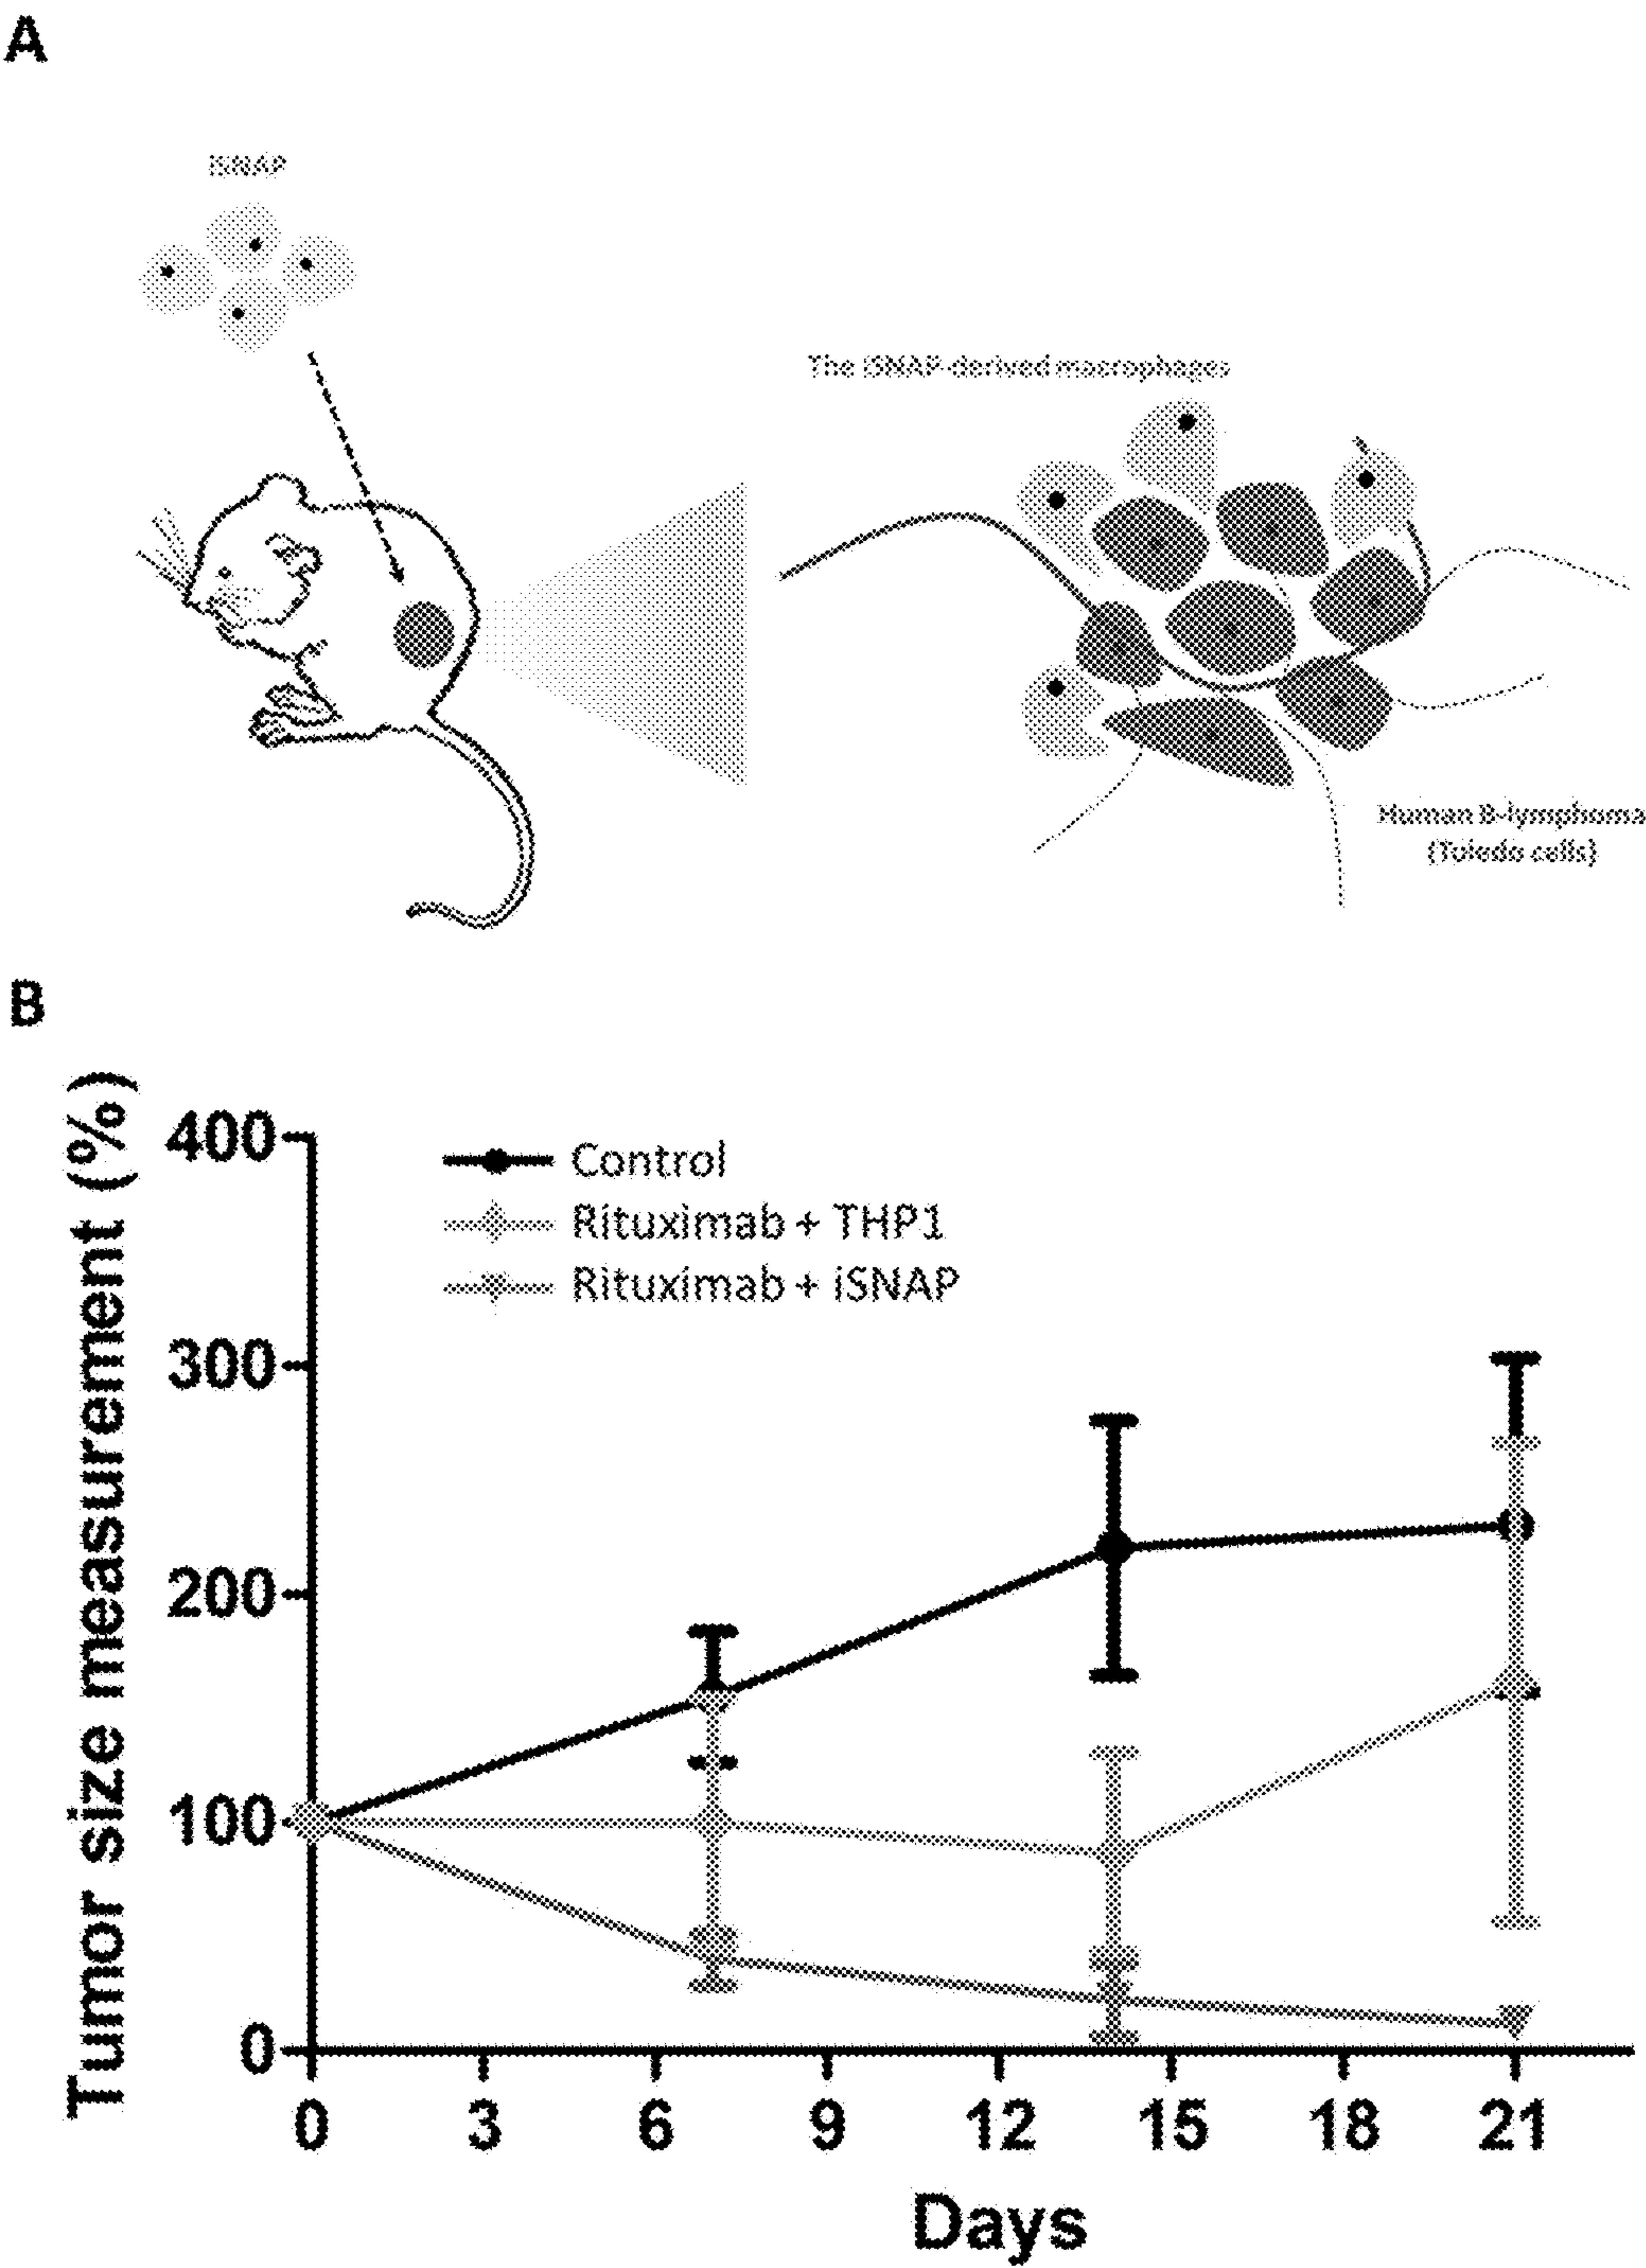 A
iSNAP
The iSNAP-derived macrophages
Human B-lymphoma
(Toledo cells)
B
Tumor size measurement (%)
400
300
200
100
0
Control
Rituximab + THP1
Rituximab + iSNAP
0 3 6 9 12 15 18 21
Days